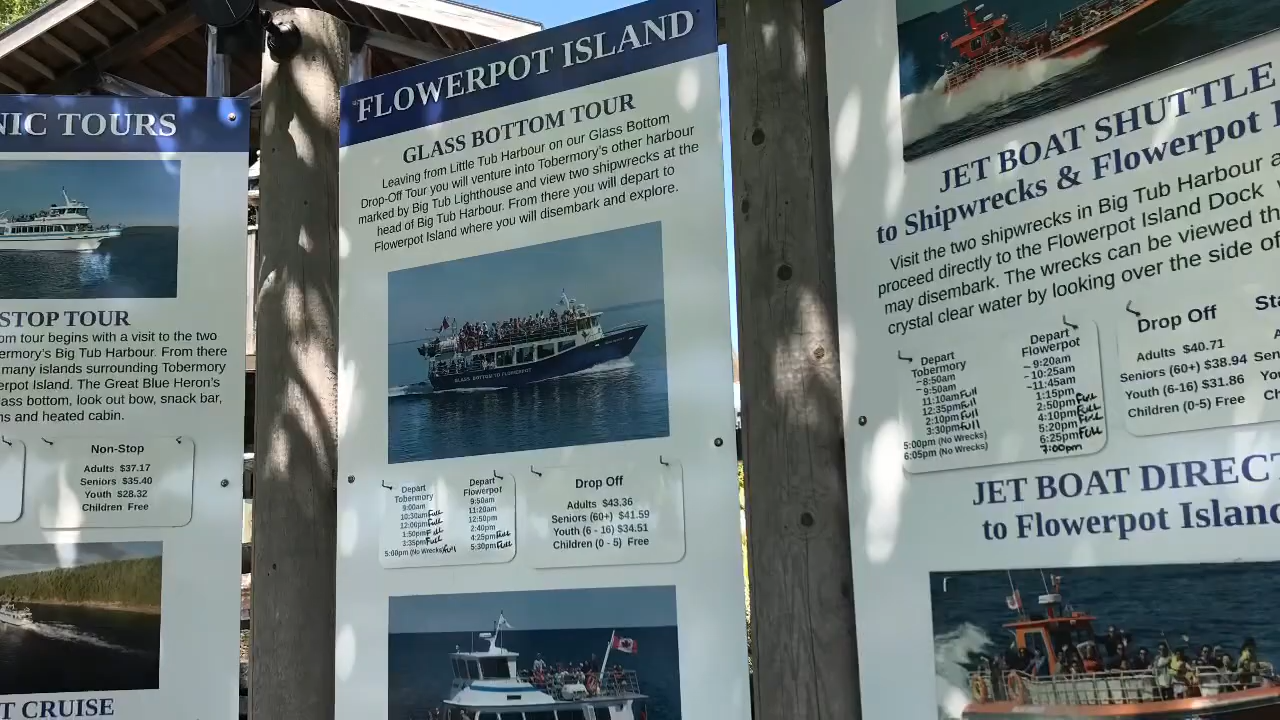 NIC TOURS
STOP TOUR
om tour begins with a visit to the two
ermory's Big Tub Harbour. From there
many islands surrounding Tobermory
erpot Island. The Great Blue Heron's
ass bottom, look out bow, snack bar,
ns and heated cabin.
Non-Stop
Adults $37.17
Seniors $35.40
Youth $28.32
Children Free
T CRUISE
FLOWERPOT ISLAND
GLASS BOTTOM TOUR
Leaving from Little Tub Harbour on our Glass Bottom
Drop-Off Tour you will venture into Tobermory's other harbour
marked by Big Tub Lighthouse and view two shipwrecks at the
head of Big Tub Harbour. From there you will depart to
Flowerpot Island where you will disembark and explore.
GLASS BOTTOM TO FLOWERPOT
Depart
Tobermory
9:00am
10:30am Full
12:00pm Full
1:50pm Full
1:35pm Full
5:00pm (No Wrecks) Full
Depart
Flowerpot
9:50am
11:20am
12:50pm
2:40pm
4:25pm Full
5:30pm Full
Drop Off
Adults $43.36
Seniors (60+) $41.59
Youth (6 - 16) $34.51
Children (0 - 5) Free
JET BOAT SHUTTLE
to Shipwrecks & Flowerpot I
Visit the two shipwrecks in Big Tub Harbour a
proceed directly to the Flowerpot Island Dock w
may disembark. The wrecks can be viewed th
crystal clear water by looking over the side of
Depart
Tobermory
-8:50am
-9:50am
11:10am Full
12:35pm Full
2:10pm Full
3:30pm Full
5:00pm (No Wrecks)
6:05pm (No Wrecks)
Depart
Flowerpot
-9:20am
-10:25am
-11:45am
1:15pm
2:50pm Full
4:10pm Full
5:20pm Full
6:25pm Full
7:00pm
Drop Off
Adults $40.71
Seniors (60+) $38.94
Youth (6-16) $31.86
Children (0-5) Free
Sta
A
Sen
You
Ch
JET BOAT DIRECT
to Flowerpot Island